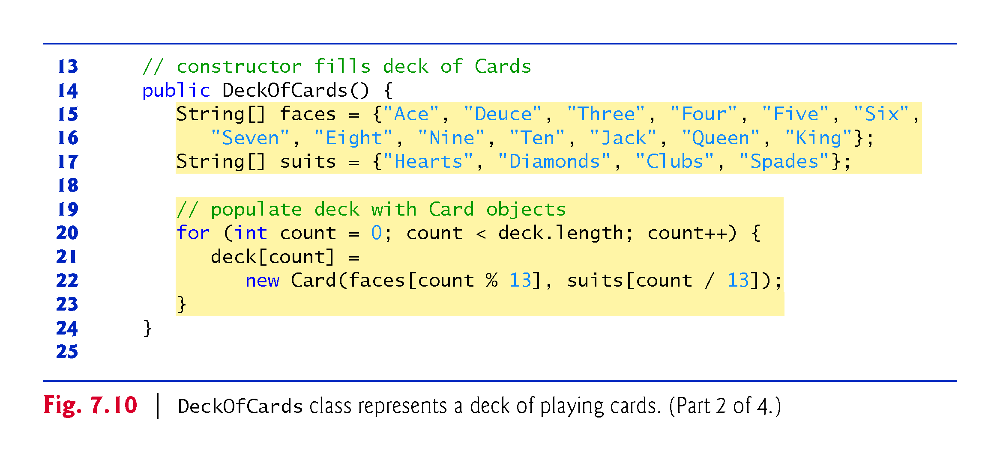 13 // constructor fills deck of Cards
14 public DeckOfCards() {
15 String[] faces = {"Ace", "Deuce", "Three", "Four", "Five", "Six",
16 "Seven", "Eight", "Nine", "Ten", "Jack", "Queen", "King"};
17 String[] suits = {"Hearts", "Diamonds", "Clubs", "Spades"};
18
19 // populate deck with Card objects
20 for (int count = 0; count < deck.length; count++) {
21 deck[count] =
22 new Card(faces[count % 13], suits[count / 13]);
23 }
24 }
25
Fig. 7.10 | DeckOfCards class represents a deck of playing cards. (Part 2 of 4.)